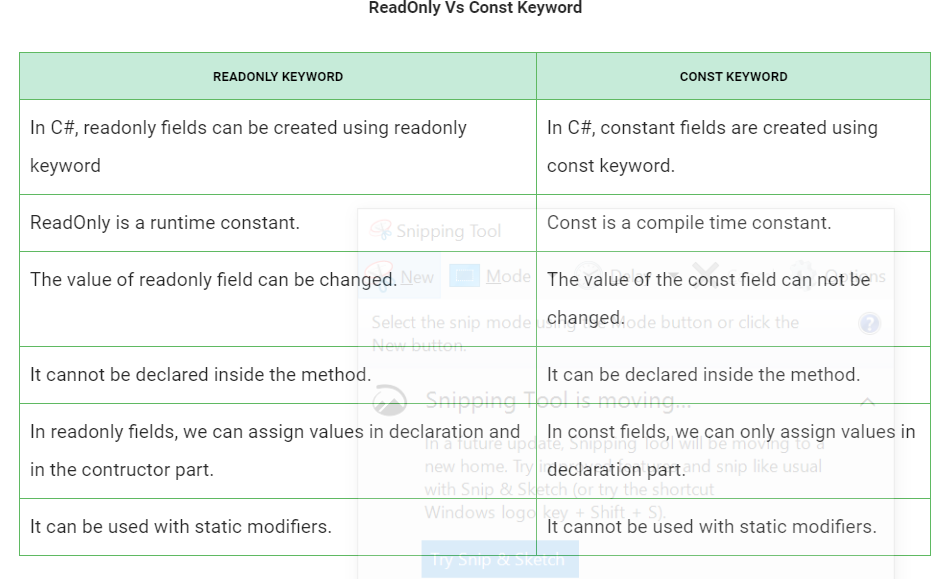 ReadOnly Vs Const Keyword
READONLY KEYWORD
CONST KEYWORD
In C#, readonly fields can be created using readonly
keyword
In C#, constant fields are created using
const keyword.
ReadOnly is a runtime constant.
Const is a compile time constant.
The value of readonly field can be changed.
The value of the const field can not be
changed.
It cannot be declared inside the method.
It can be declared inside the method.
In readonly fields, we can assign values in declaration and
in the contructor part.
In const fields, we can only assign values in
declaration part.
It can be used with static modifiers.
It cannot be used with static modifiers.
Snipping Tool
New
Mode
Delay
Options
Select the snip mode using the Mode button or click the
New button.
Snipping Tool is moving...
In a future update, Snipping Tool will be moving to a
new home. Try improved features and snip like usual
with Snip & Sketch (or try the shortcut
Windows logo key + Shift + S).
Try Snip & Sketch